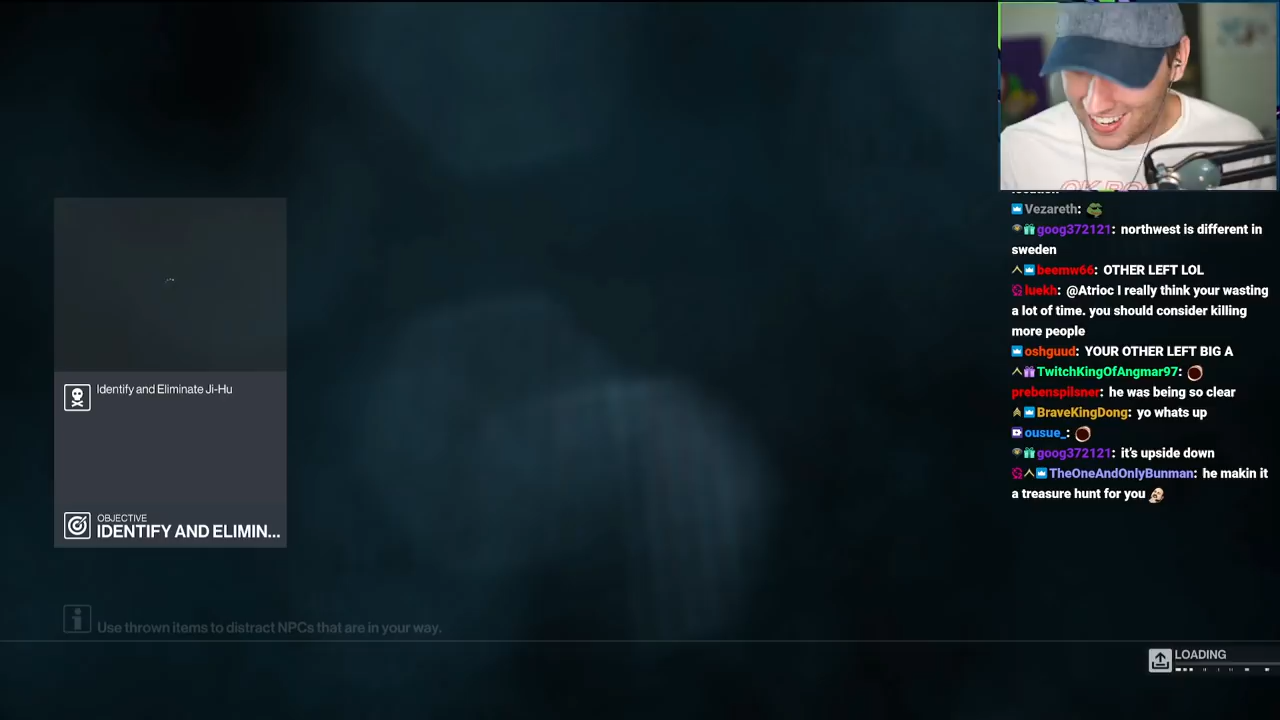 Identify and Eliminate Ji-Hu
OBJECTIVE
IDENTIFY AND ELIMIN...
Use thrown items to distract NPCs that are in your way.
LOADING
location
Vezareth:
goog372121: northwest is different in
sweden
beemw66: OTHER LEFT LOL
luekh: @Atrioc I really think your wasting
a lot of time. you should consider killing
more people
oshguud: YOUR OTHER LEFT BIG A
TwitchKingOfAngmar97:
prebenspilsner: he was being so clear
BraveKingDong: yo whats up
ousue_:
goog372121: it's upside down
TheOneAndOnlyBunman: he makin it
a treasure hunt for you